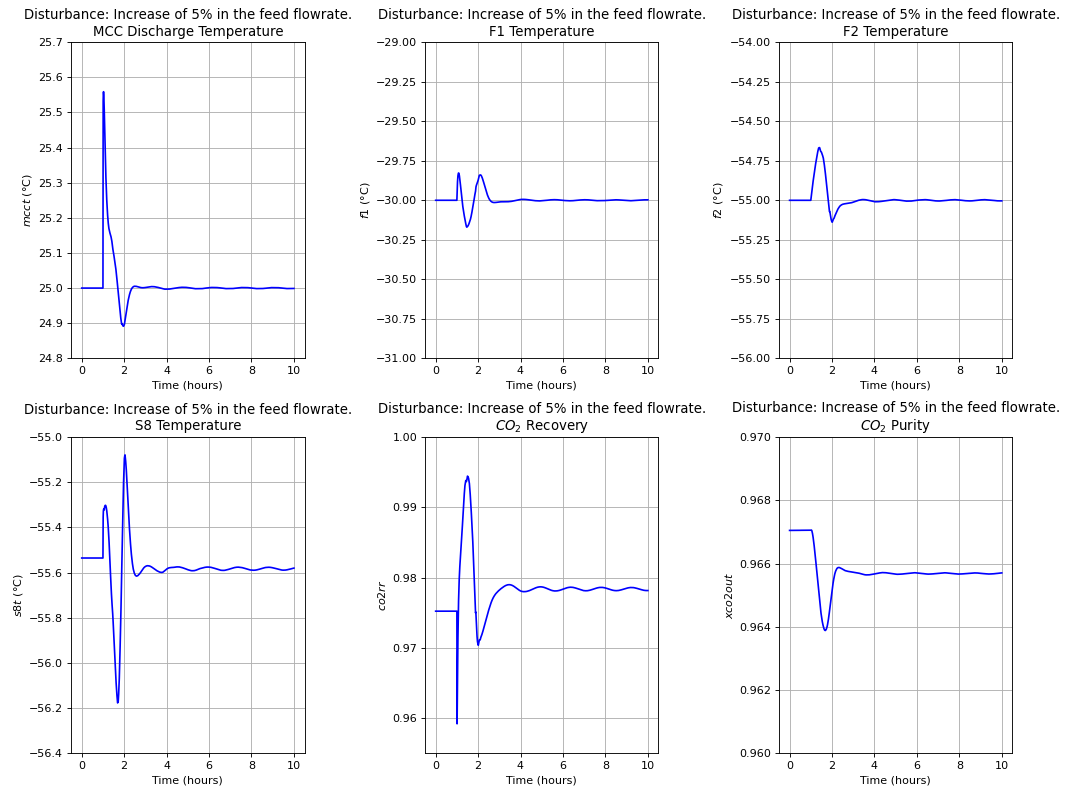 Disturbance: Increase of 5% in the feed flowrate.
MCC Discharge Temperature
25.7
25.6
25.5
25.4
25.3
25.2
25.1
25.0
24.9
24.8
mcct (°C)
0 2 4 6 8 10
Time (hours)
Disturbance: Increase of 5% in the feed flowrate.
F1 Temperature
−29.00
−29.25
−29.50
−29.75
−30.00
−30.25
−30.50
−30.75
−31.00
f1 (°C)
0 2 4 6 8 10
Time (hours)
Disturbance: Increase of 5% in the feed flowrate.
F2 Temperature
−54.00
−54.25
−54.50
−54.75
−55.00
−55.25
−55.50
−55.75
−56.00
f2 (°C)
0 2 4 6 8 10
Time (hours)
Disturbance: Increase of 5% in the feed flowrate.
S8 Temperature
−55.0
−55.2
−55.4
−55.6
−55.8
−56.0
−56.2
−56.4
s8t (°C)
0 2 4 6 8 10
Time (hours)
Disturbance: Increase of 5% in the feed flowrate.
CO₂ Recovery
1.00
0.99
0.98
0.97
0.96
co2rr
0 2 4 6 8 10
Time (hours)
Disturbance: Increase of 5% in the feed flowrate.
CO₂ Purity
0.970
0.968
0.966
0.964
0.962
0.960
xco2out
0 2 4 6 8 10
Time (hours)